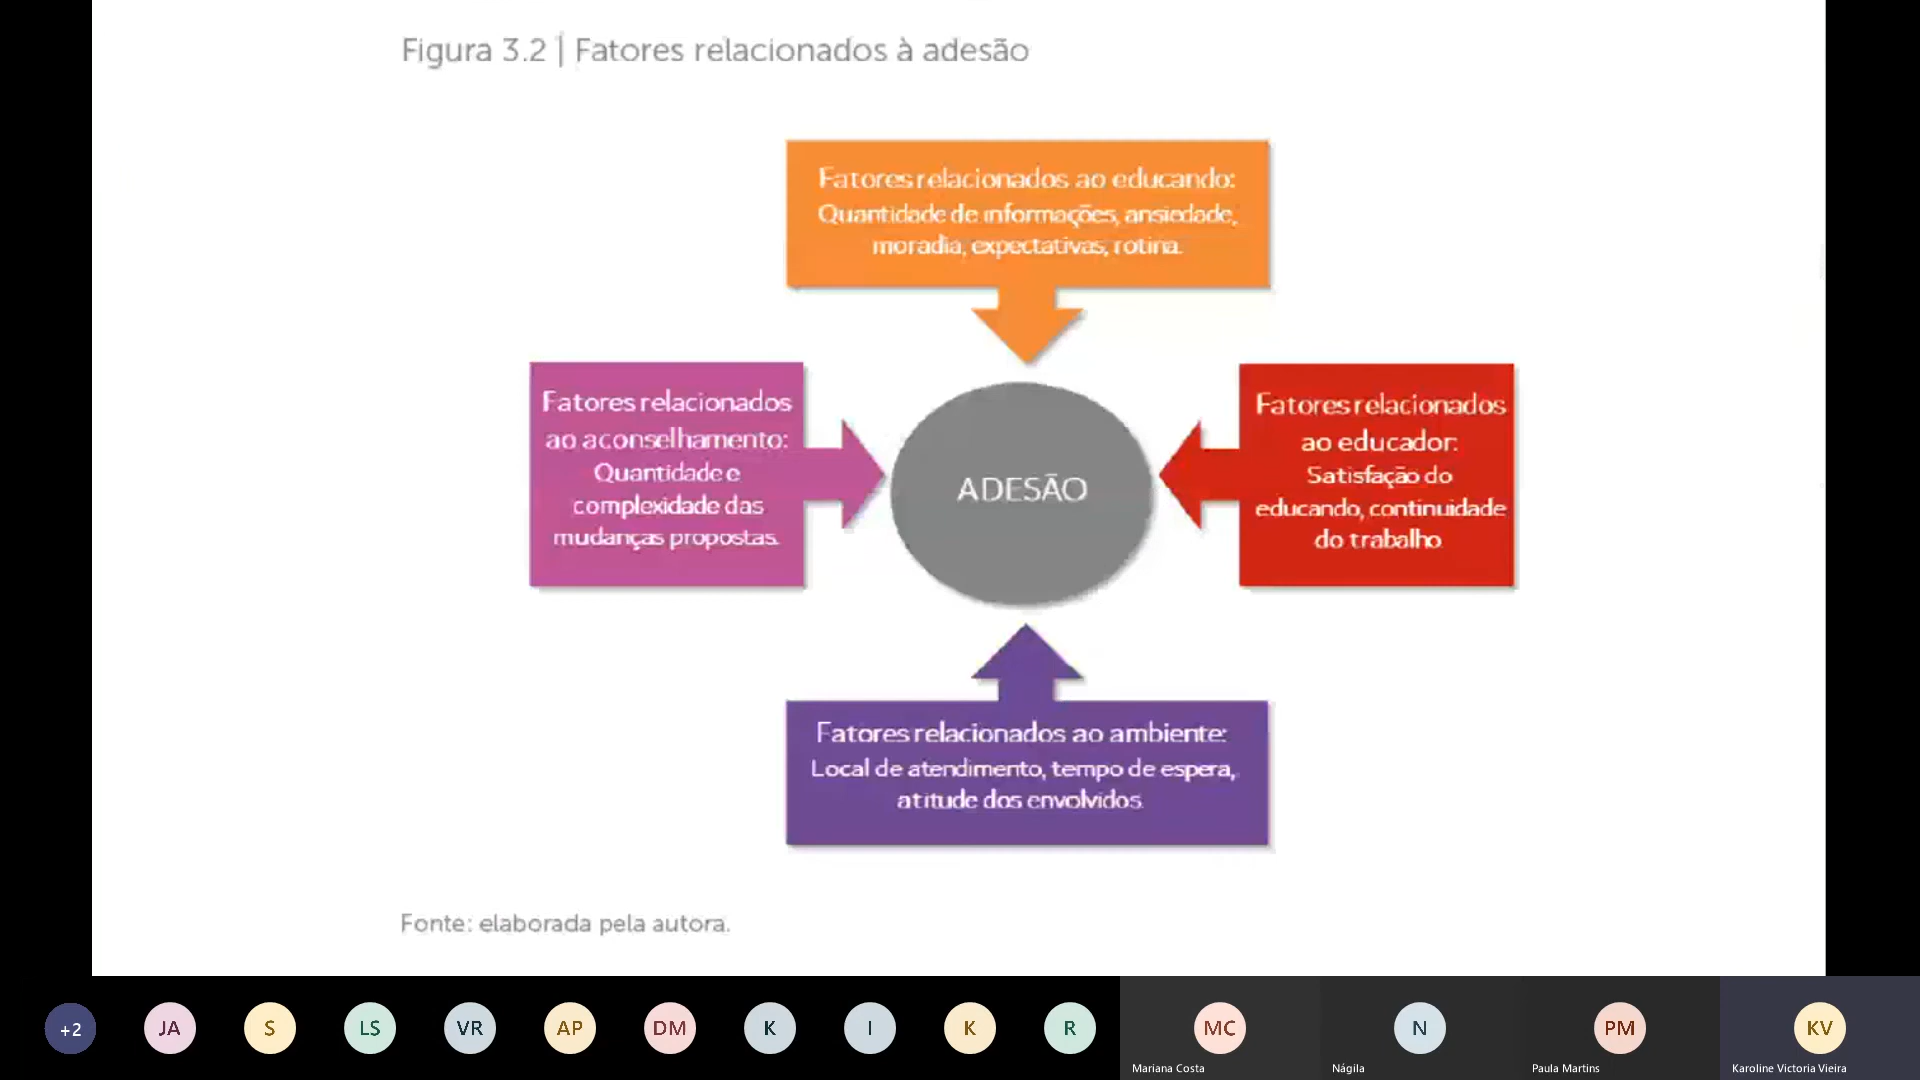 Figura 3.2 | Fatores relacionados à adesão
Fatores relacionados ao educando:
Quantidade de informações, ansiedade,
moradia, expectativas, rotina.
Fatores relacionados
ao aconselhamento:
Quantidade e
complexidade das
mudanças propostas.
ADESÃO
Fatores relacionados
ao educador:
Satisfação do
educando, continuidade
do trabalho
Fatores relacionados ao ambiente:
Local de atendimento, tempo de espera,
atitude dos envolvidos.
Fonte: elaborada pela autora.
+2
JA
S
LS
VR
AP
DM
K
I
K
R
MC
Mariana Costa
N
Nágila
PM
Paula Martins
KV
Karoline Victoria Vieira